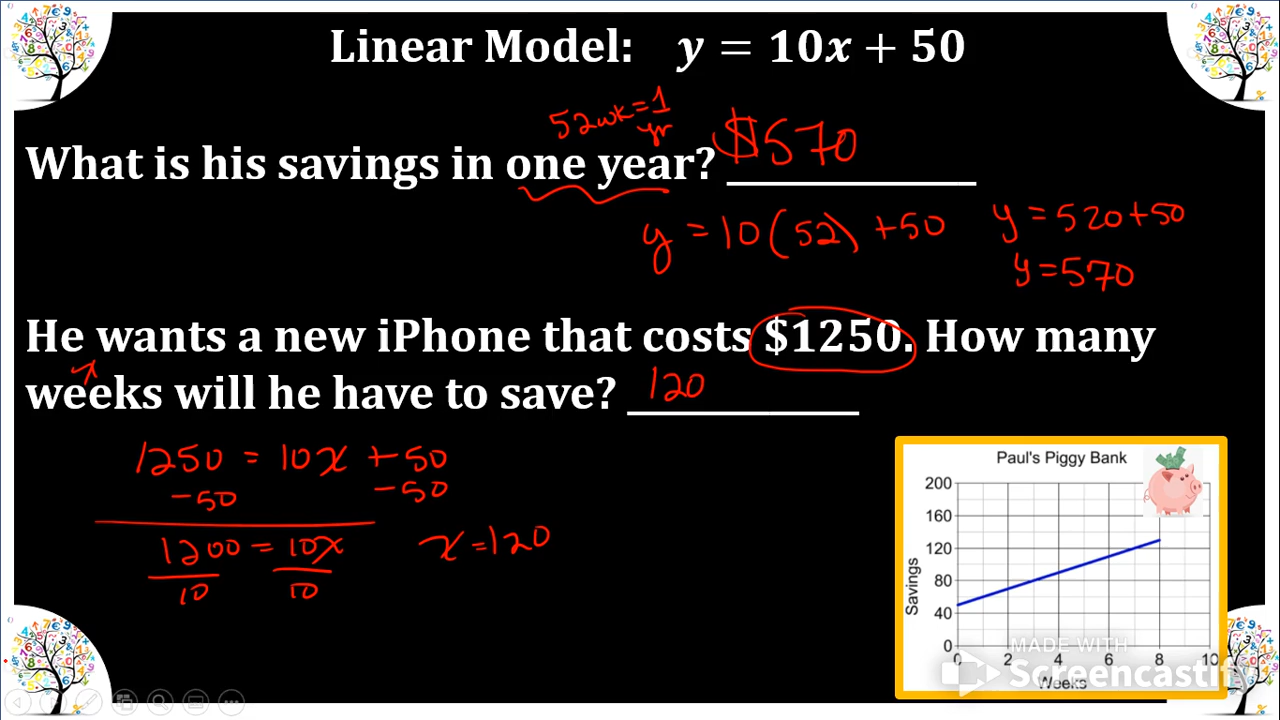 Linear Model: y = 10x + 50
52wk = 1 yr
What is his savings in one year? $570
y = 10(52) + 50
y = 520 + 50
y = 570
He wants a new iPhone that costs $1250. How many
weeks will he have to save? 120
x
1250 = 10x + 50
-50 -50
1200 = 10x
10 10
x = 120
Paul's Piggy Bank
200
160
120
80
40
0
Savings
0 2 4 6 8 10
Weeks
MADE WITH
Screencastify